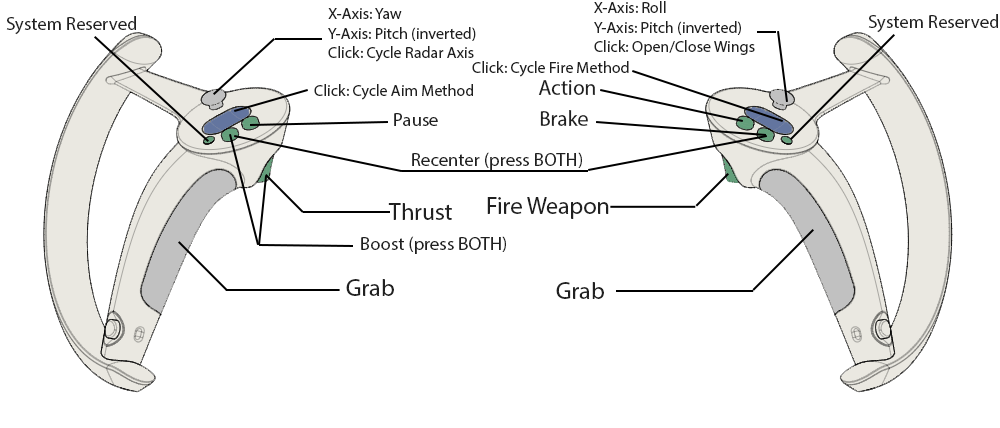 System Reserved
X-Axis: Yaw
Y-Axis: Pitch (inverted)
Click: Cycle Radar Axis
X-Axis: Roll
Y-Axis: Pitch (inverted)
Click: Open/Close Wings
System Reserved
Click: Cycle Fire Method
Click: Cycle Aim Method
Action
Pause
Brake
Recenter (press BOTH)
Thrust
Fire Weapon
Boost (press BOTH)
Grab
Grab